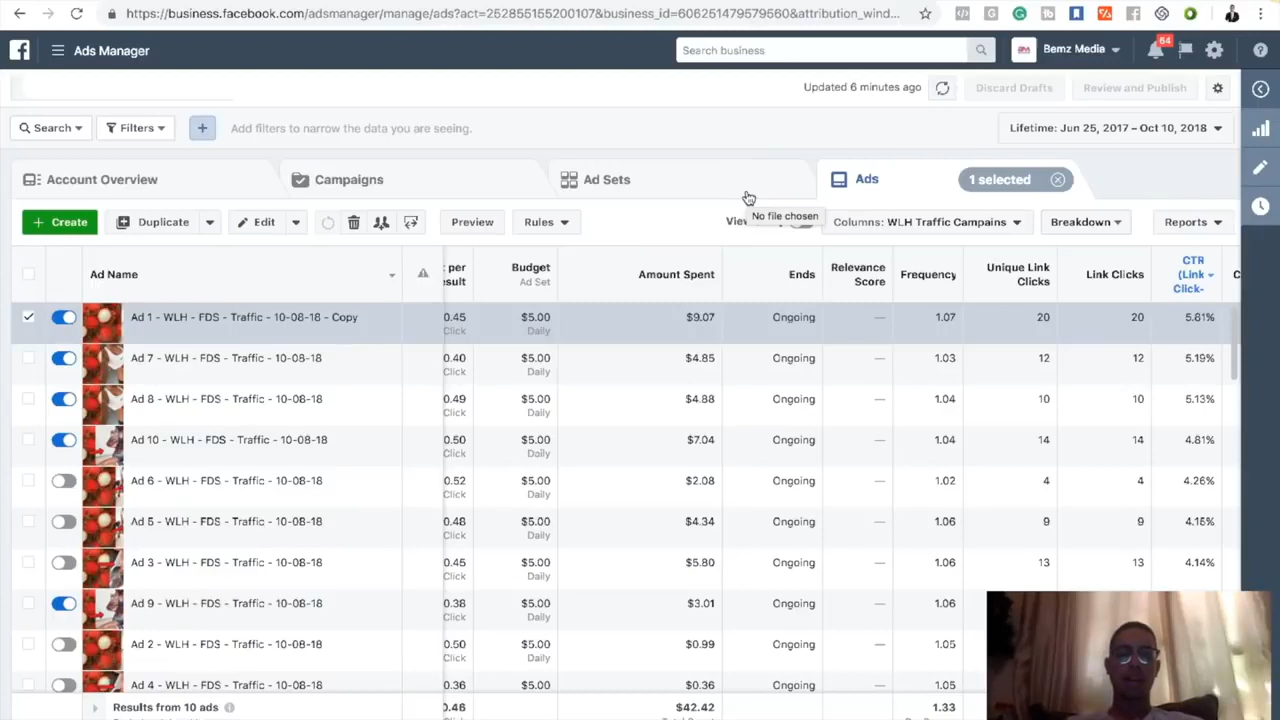 https://business.facebook.com/adsmanager/manage/ads?act=252855155200107&business_id=606251479579560&attribution_wind...
Ads Manager
Search business
Bemz Media
64
Updated 6 minutes ago
Discard Drafts
Review and Publish
Search
Filters
Add filters to narrow the data you are seeing.
Lifetime: Jun 25, 2017 – Oct 10, 2018
Account Overview
Campaigns
Ad Sets
Ads
1 selected
+ Create
Duplicate
Edit
Preview
Rules
No file chosen
Columns: WLH Traffic Campains
Breakdown
Reports
Ad Name per sult Budget Ad Set Amount Spent Ends Relevance Score Frequency Unique Link Clicks Link Clicks CTR (Link Click- C
Ad 1 - WLH - FDS - Traffic - 10-08-18 - Copy 0.45 $5.00 $9.07 Ongoing — 1.07 20 20 5.81%
Click Daily
Ad 7 - WLH - FDS - Traffic - 10-08-18 0.40 $5.00 $4.85 Ongoing — 1.03 12 12 5.19%
Click Daily
Ad 8 - WLH - FDS - Traffic - 10-08-18 0.49 $5.00 $4.88 Ongoing — 1.04 10 10 5.13%
Click Daily
Ad 10 - WLH - FDS - Traffic - 10-08-18 0.50 $5.00 $7.04 Ongoing — 1.04 14 14 4.81%
Click Daily
Ad 6 - WLH - FDS - Traffic - 10-08-18 0.52 $5.00 $2.08 Ongoing — 1.02 4 4 4.26%
Click Daily
Ad 5 - WLH - FDS - Traffic - 10-08-18 0.48 $5.00 $4.34 Ongoing — 1.06 9 9 4.15%
Click Daily
Ad 3 - WLH - FDS - Traffic - 10-08-18 0.45 $5.00 $5.80 Ongoing — 1.06 13 13 4.14%
Click Daily
Ad 9 - WLH - FDS - Traffic - 10-08-18 0.38 $5.00 $3.01 Ongoing — 1.06
Click Daily
Ad 2 - WLH - FDS - Traffic - 10-08-18 0.50 $5.00 $0.99 Ongoing — 1.05
Click Daily
Ad 4 - WLH - FDS - Traffic - 10-08-18 0.36 $5.00 $0.36 Ongoing — 1.05
Results from 10 ads 0.46 $42.42 1.33